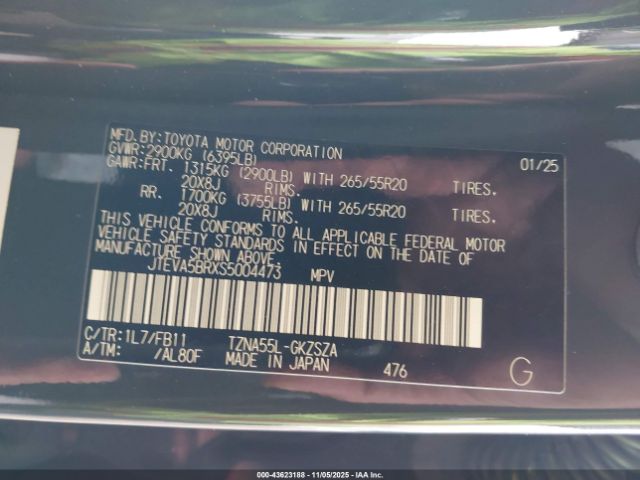 MFD.BY:TOYOTA MOTOR CORPORATION 01/25
GVWR:2900KG (6395LB)
GAWR:FRT. 1315KG (2900LB) WITH 265/55R20 TIRES.
20X8J RIMS.
RR. 1700KG (3755LB) WITH 265/55R20 TIRES.
20X8J RIMS.
THIS VEHICLE CONFORMS TO ALL APPLICABLE FEDERAL MOTOR
VEHICLE SAFETY STANDARDS IN EFFECT ON THE DATE OF
MANUFACTURE SHOWN ABOVE.
JTEVA5BRXS5004473 MPV
C/TR:1L7/FB11 TZNA55L-GKZSZA
A/TM: /AL80F MADE IN JAPAN 476 G
000-43623188 - 11/05/2025 - IAA Inc.